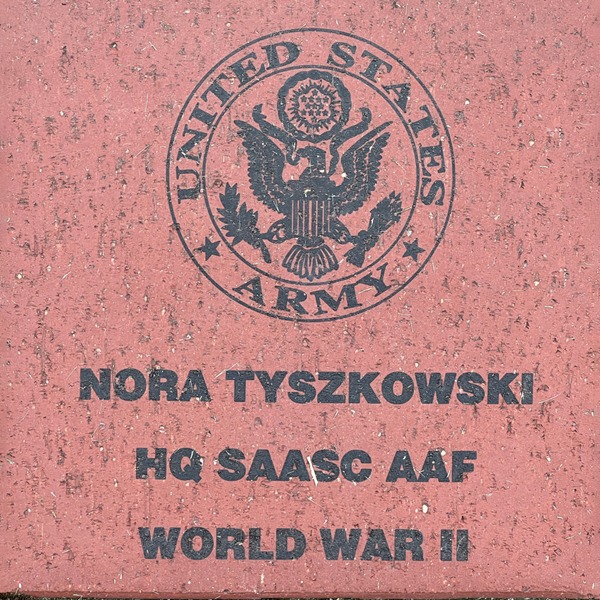 UNITED STATES
ARMY
NORA TYSZKOWSKI
HQ SAASC AAF
WORLD WAR II